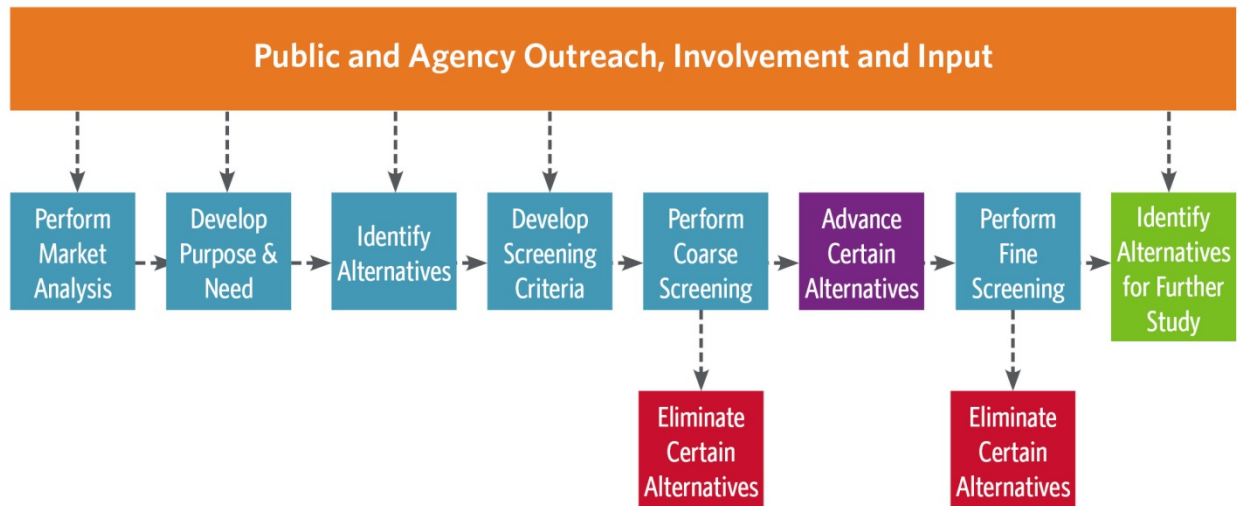 Public and Agency Outreach, Involvement and Input
Perform
Market
Analysis
Develop
Purpose &
Need
Identify
Alternatives
Develop
Screening
Criteria
Perform
Coarse
Screening
Advance
Certain
Alternatives
Perform
Fine
Screening
Identify
Alternatives
for Further
Study
Eliminate
Certain
Alternatives
Eliminate
Certain
Alternatives